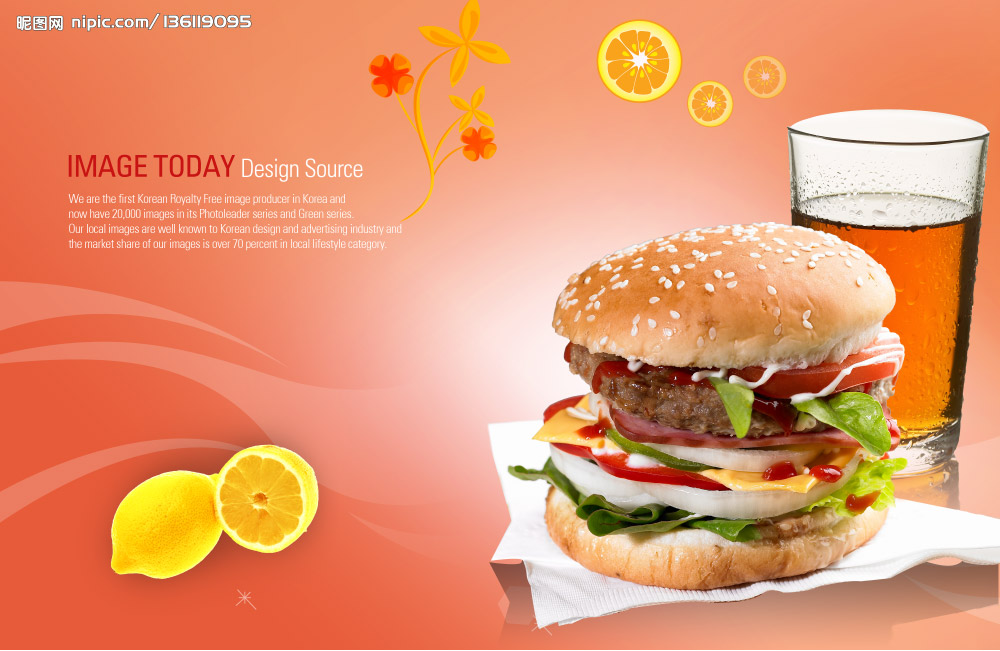 昵图网 nipic.com/136119095
IMAGE TODAY Design Source
We are the first Korean Royalty Free image producer in Korea and
now have 20,000 images in its Photoleader series and Green series.
Our local images are well known to Korean design and advertising industry and
the market share of our images is over 70 percent in local lifestyle category.